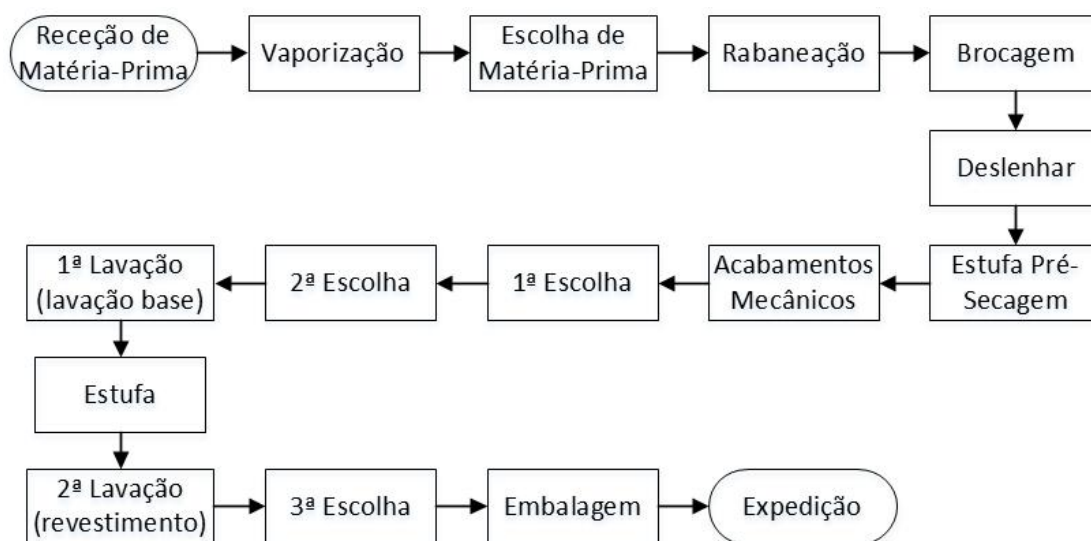 Receção de
Matéria-Prima
Vaporização
Escolha de
Matéria-Prima
Rabaneação
Brocagem
Deslenhar
Estufa Pré-
Secagem
Acabamentos
Mecânicos
1ª Escolha
2ª Escolha
1ª Lavação
(lavação base)
Estufa
2ª Lavação
(revestimento)
3ª Escolha
Embalagem
Expedição